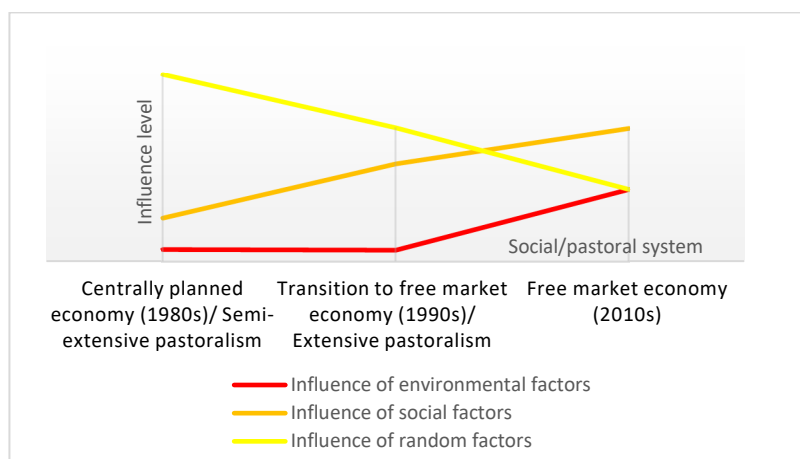 Influence level
Social/pastoral system
Centrally planned
economy (1980s)/ Semi-
extensive pastoralism
Transition to free market
economy (1990s)/
Extensive pastoralism
Free market economy
(2010s)
Influence of environmental factors
Influence of social factors
Influence of random factors